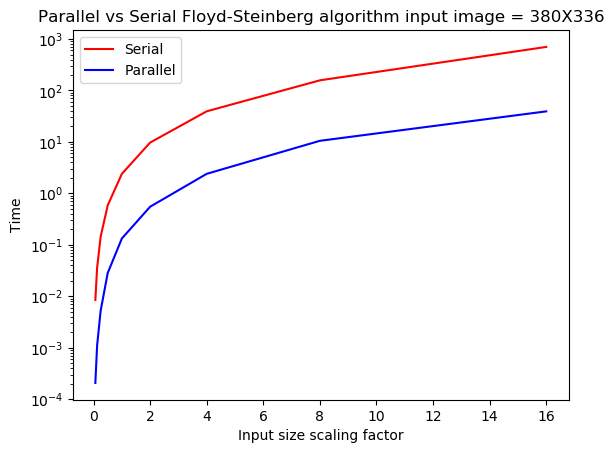 Parallel vs Serial Floyd-Steinberg algorithm input image = 380X336
Serial
Parallel
10³
10²
10¹
10⁰
10⁻¹
10⁻²
10⁻³
10⁻⁴
Time
0 2 4 6 8 10 12 14 16
Input size scaling factor